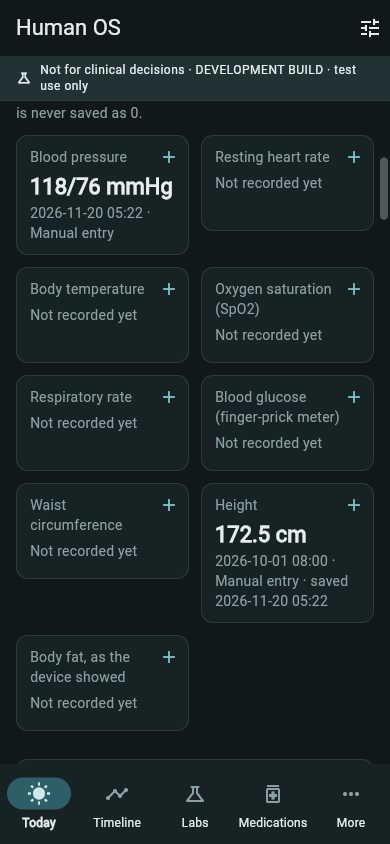 Human OS
Not for clinical decisions · DEVELOPMENT BUILD · test
use only
is never saved as 0.
Blood pressure
118/76 mmHg
2026-11-20 05:22 ·
Manual entry
Resting heart rate
Not recorded yet
Body temperature
Not recorded yet
Oxygen saturation
(SpO2)
Not recorded yet
Respiratory rate
Not recorded yet
Blood glucose
(finger-prick meter)
Not recorded yet
Waist
circumference
Not recorded yet
Height
172.5 cm
2026-10-01 08:00 ·
Manual entry · saved
2026-11-20 05:22
Body fat, as the
device showed
Not recorded yet
Today
Timeline
Labs
Medications
More